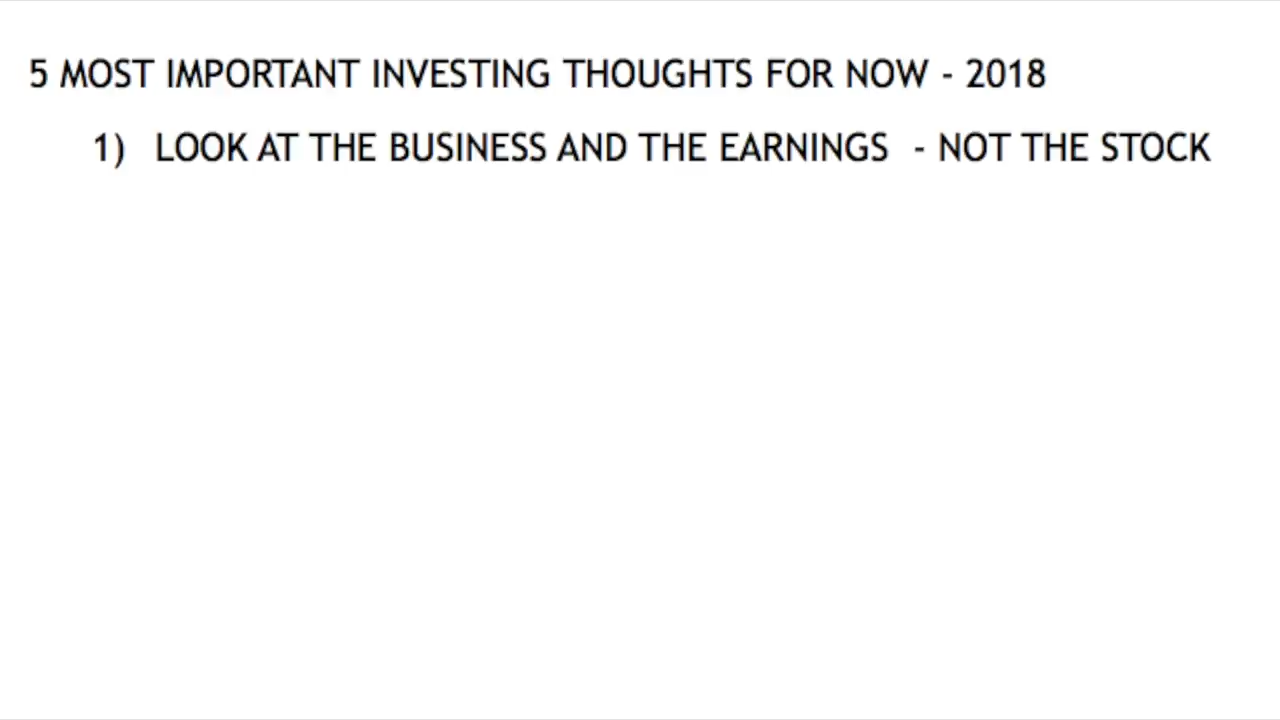 5 MOST IMPORTANT INVESTING THOUGHTS FOR NOW - 2018
1) LOOK AT THE BUSINESS AND THE EARNINGS - NOT THE STOCK